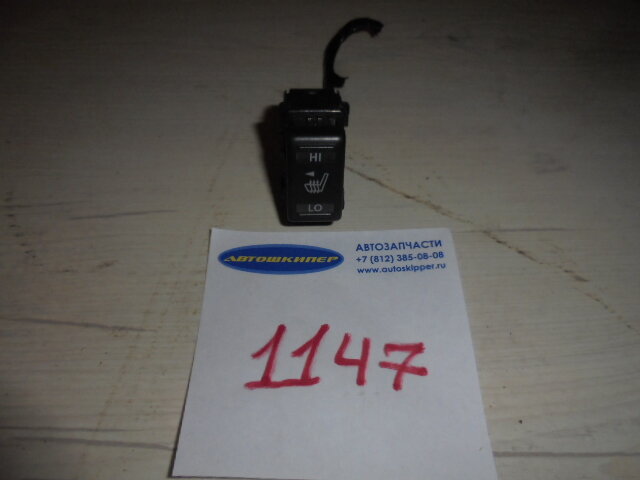 HI
LO
АВТОШКИПЕР
АВТОЗАПЧАСТИ
+7 (812) 385-08-08
www.autoskipper.ru
1147